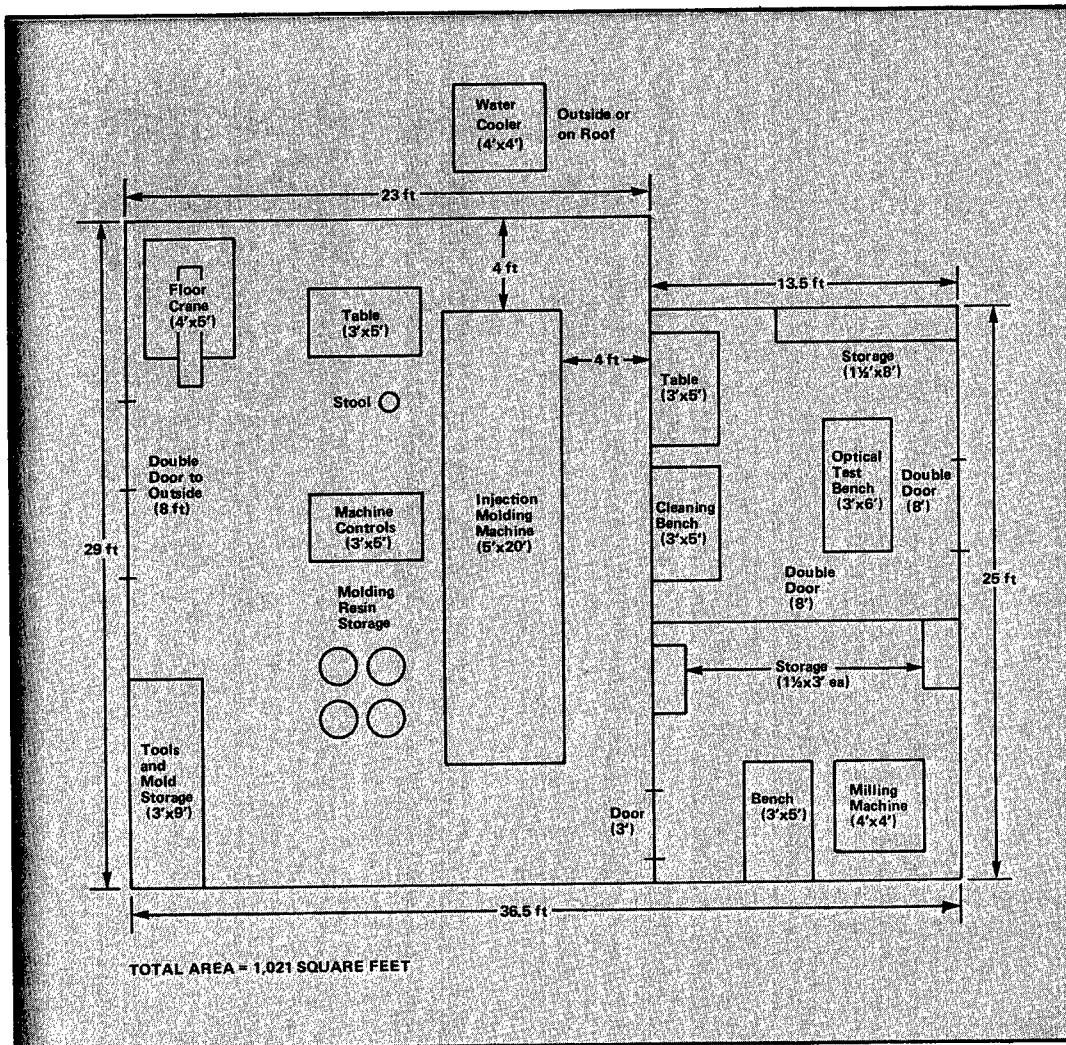 Water
Cooler
(4'x4')
Outside or
on Roof
23 ft
4 ft
13.5 ft
Floor
Crane
(4'x5')
Table
(3'x5')
Storage
(1½'x8')
4 ft
Table
(3'x5')
Stool
Double
Door to
Outside
(8 ft)
Optical
Test
Bench
(3'x6')
Double
Door
(8')
Machine
Controls
(3'x5')
Injection
Molding
Machine
(5'x20')
Cleaning
Bench
(3'x5')
29 ft
25 ft
Double
Door
(8')
Molding
Resin
Storage
Storage
(1½x3' ea)
Tools
and
Mold
Storage
(3'x9')
Door
(3')
Bench
(3'x5')
Milling
Machine
(4'x4')
36.5 ft
TOTAL AREA = 1,021 SQUARE FEET